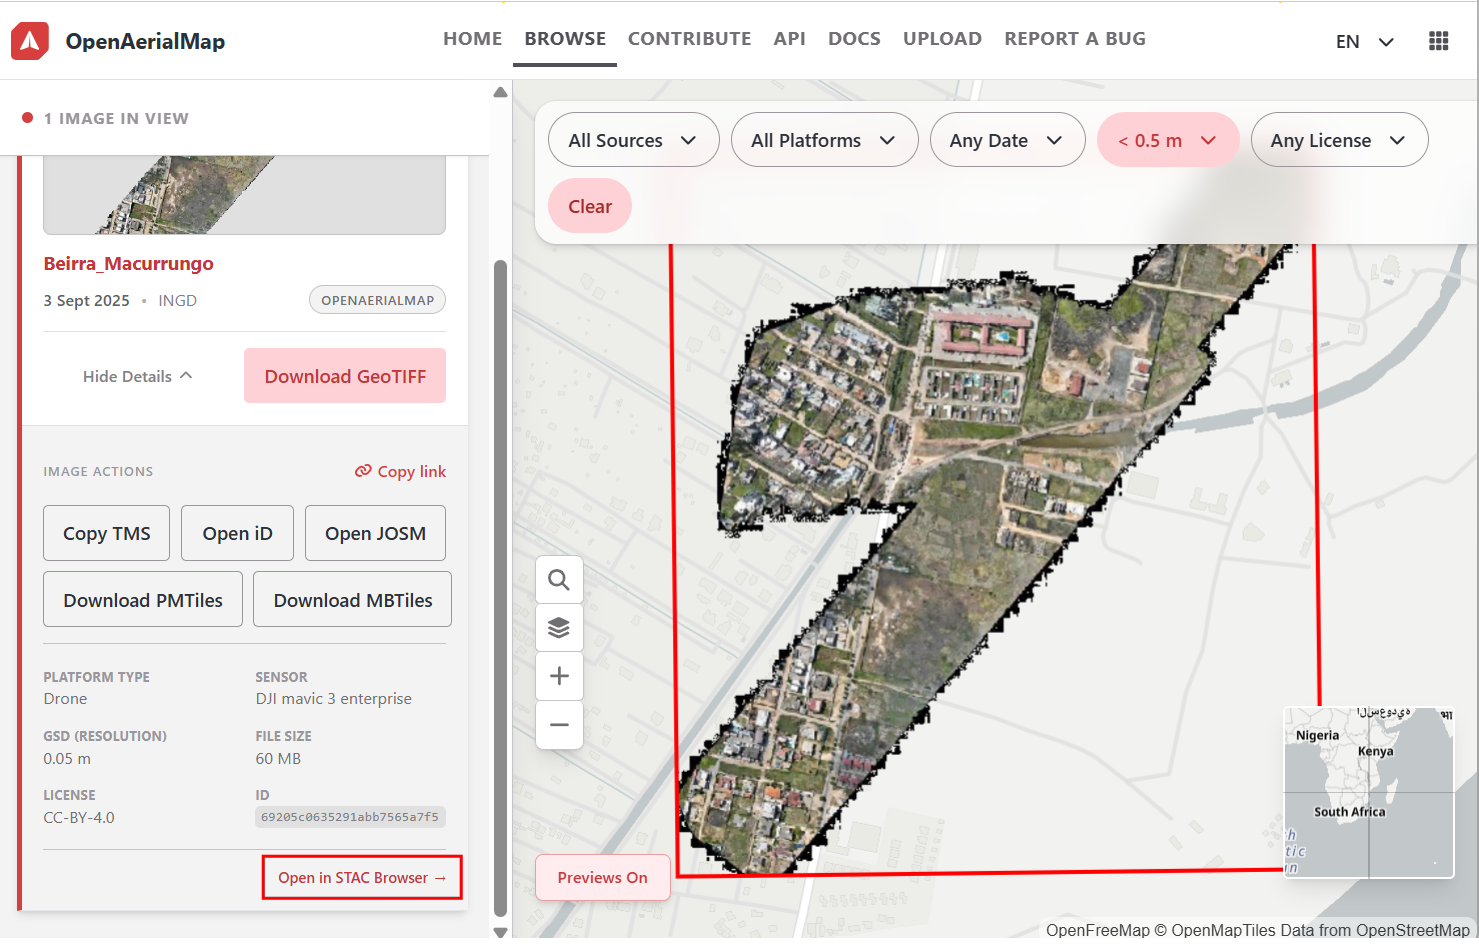 OpenAerialMap
HOME BROWSE CONTRIBUTE API DOCS UPLOAD REPORT A BUG
EN
1 IMAGE IN VIEW
Beirra_Macurrungo
3 Sept 2025 • INGD
OPENAERIALMAP
Hide Details
Download GeoTIFF
IMAGE ACTIONS
Copy link
Copy TMS
Open iD
Open JOSM
Download PMTiles
Download MBTiles
PLATFORM TYPE
Drone
SENSOR
DJI mavic 3 enterprise
GSD (RESOLUTION)
0.05 m
FILE SIZE
60 MB
LICENSE
CC-BY-4.0
ID
69205c0635291abb7565a7f5
Open in STAC Browser →
All Sources
All Platforms
Any Date
< 0.5 m
Any License
Clear
Previews On
السعودية
Nigeria
Kenya
South Africa
OpenFreeMap © OpenMapTiles Data from OpenStreetMap